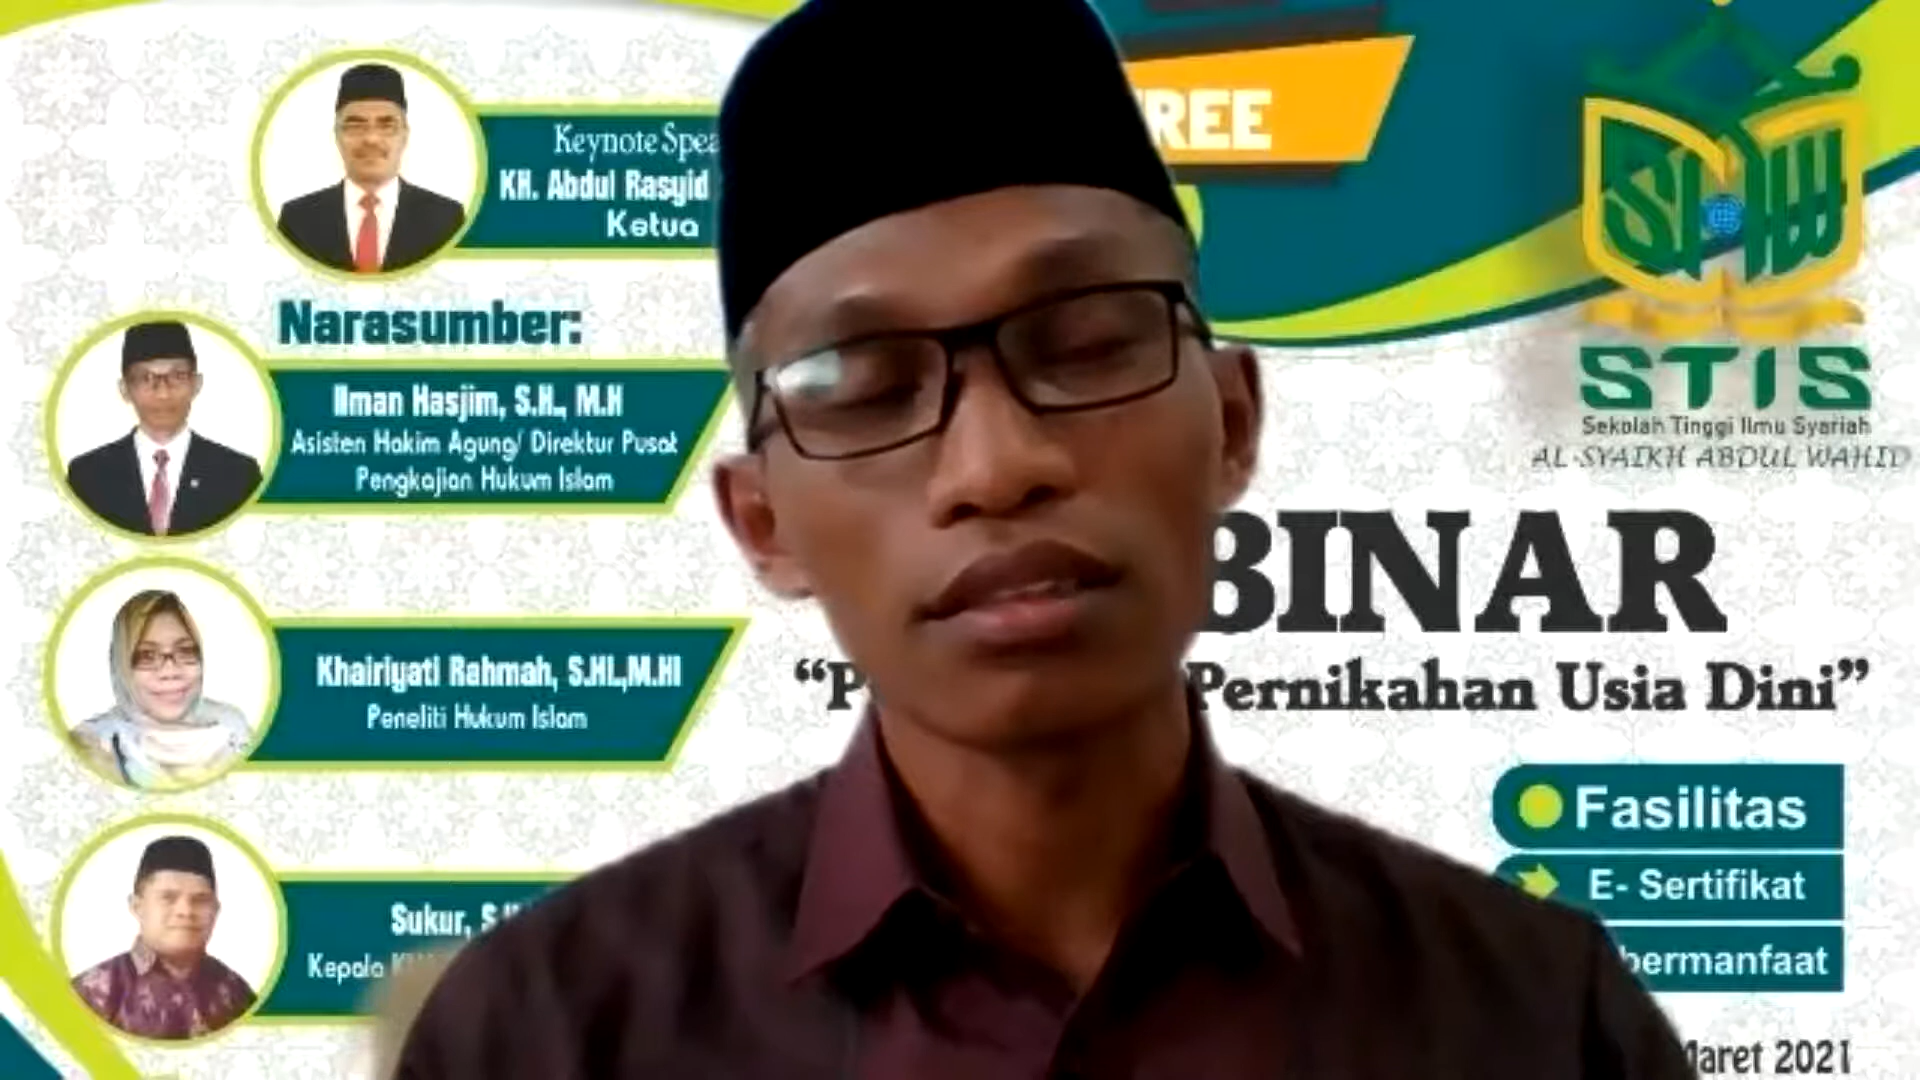 Keynote Spea
KH. Abdul Rasyid
Ketua
Narasumber:
Ilman Hasjim, S.H., M.H
Asisten Hakim Agung/ Direktur Pusat
Pengkajian Hukum Islam
Khairiyati Rahmah, S.HI.,M.HI
Peneliti Hukum Islam
Sukur, S.
Kepala
REE
STIS
Sekolah Tinggi Ilmu Syariah
AL-SYAIKH ABDUL WAHID
BINAR
“P Pernikahan Usia Dini”
Fasilitas
E- Sertifikat
bermanfaat
Maret 2021